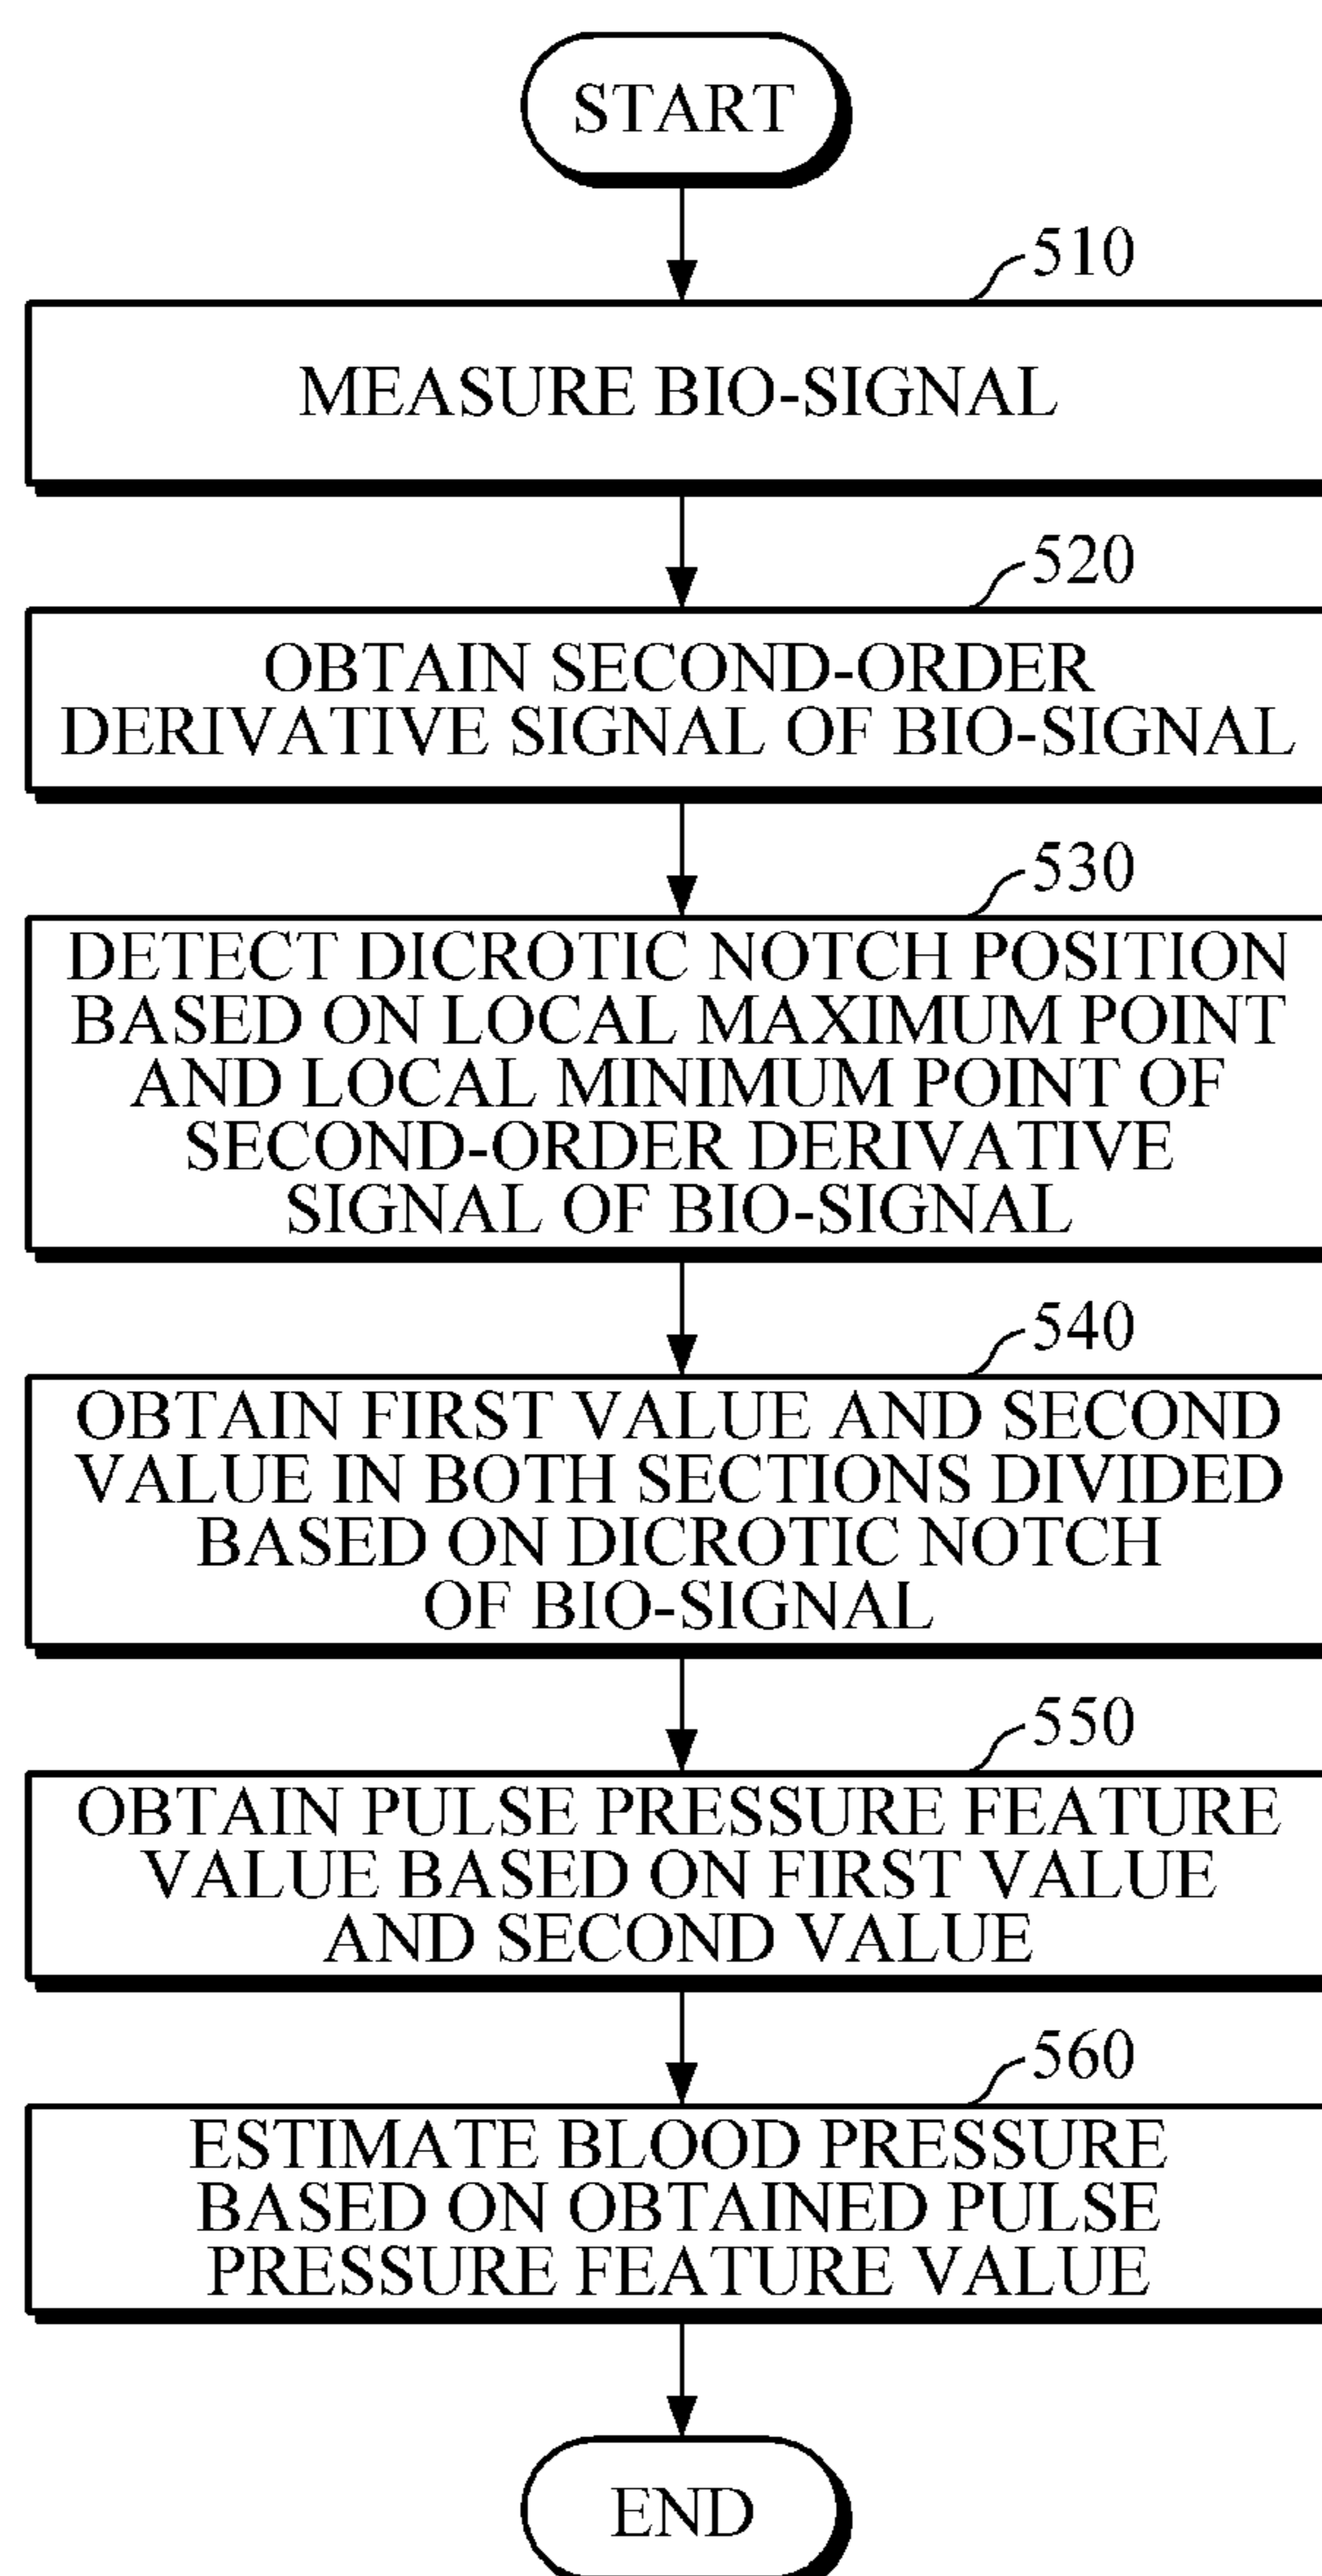 START
510
MEASURE BIO-SIGNAL
520
OBTAIN SECOND-ORDER
DERIVATIVE SIGNAL OF BIO-SIGNAL
530
DETECT DICROTIC NOTCH POSITION
BASED ON LOCAL MAXIMUM POINT
AND LOCAL MINIMUM POINT OF
SECOND-ORDER DERIVATIVE
SIGNAL OF BIO-SIGNAL
540
OBTAIN FIRST VALUE AND SECOND
VALUE IN BOTH SECTIONS DIVIDED
BASED ON DICROTIC NOTCH
OF BIO-SIGNAL
550
OBTAIN PULSE PRESSURE FEATURE
VALUE BASED ON FIRST VALUE
AND SECOND VALUE
560
ESTIMATE BLOOD PRESSURE
BASED ON OBTAINED PULSE
PRESSURE FEATURE VALUE
END